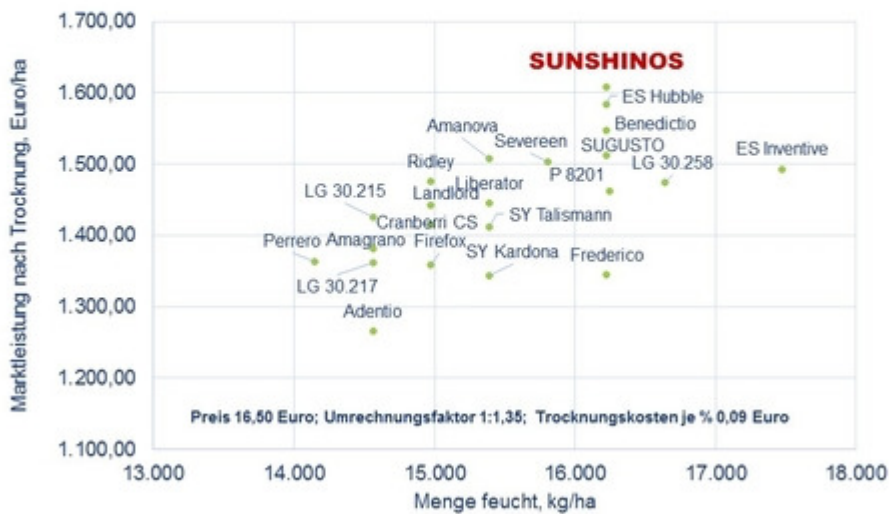 Marktleistung nach Trocknung, Euro/ha
1.700,00
1.600,00
1.500,00
1.400,00
1.300,00
1.200,00
1.100,00
SUNSHINOS
ES Hubble
Benedictio
Amanova
Severeen
SUGUSTO
ES Inventive
Ridley
P 8201
LG 30.258
LG 30.215
Landlord
Liberator
Cranberri CS
SY Talismann
Perrero
Amagrano
Firefox
SY Kardona
Frederico
LG 30.217
Adentio
Preis 16,50 Euro; Umrechnungsfaktor 1:1,35; Trocknungskosten je % 0,09 Euro
13.000
14.000
15.000
16.000
17.000
18.000
Menge feucht, kg/ha